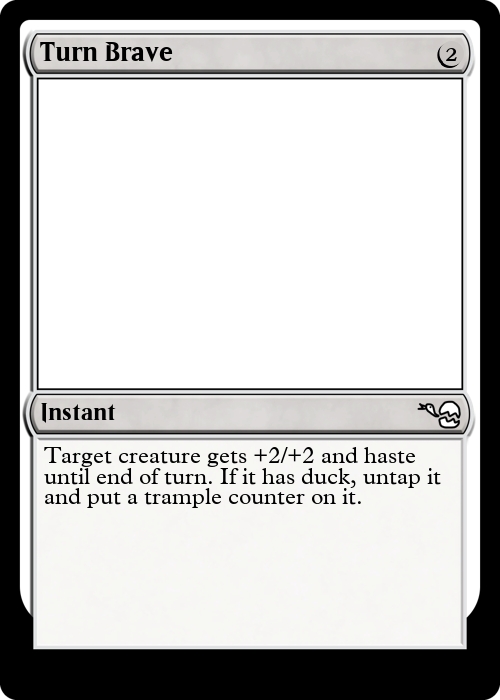 Turn Brave
2
Instant
Target creature gets +2/+2 and haste
until end of turn. If it has duck, untap it
and put a trample counter on it.